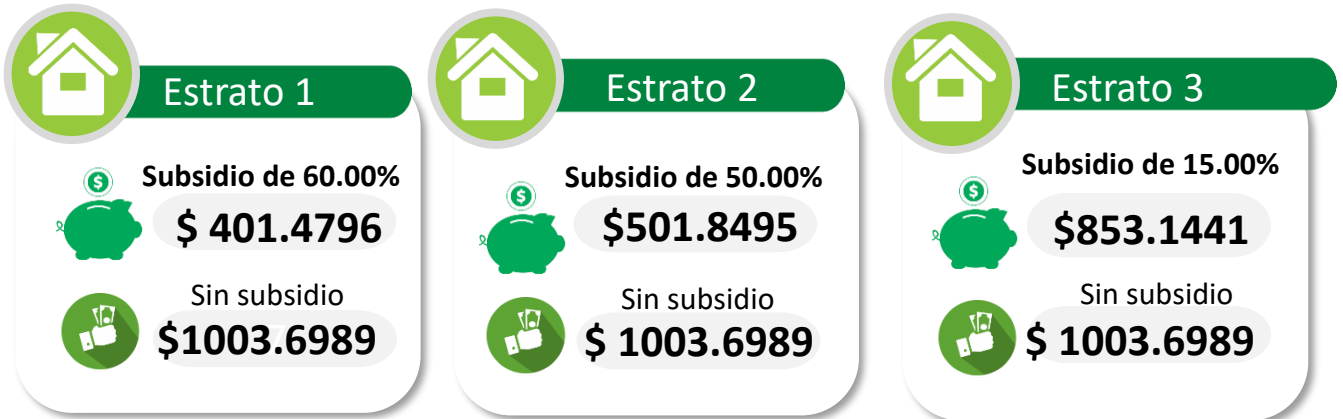 Estrato 1
Subsidio de 60.00%
$ 401.4796
Sin subsidio
$1003.6989
Estrato 2
Subsidio de 50.00%
$501.8495
Sin subsidio
$ 1003.6989
Estrato 3
Subsidio de 15.00%
$853.1441
Sin subsidio
$ 1003.6989